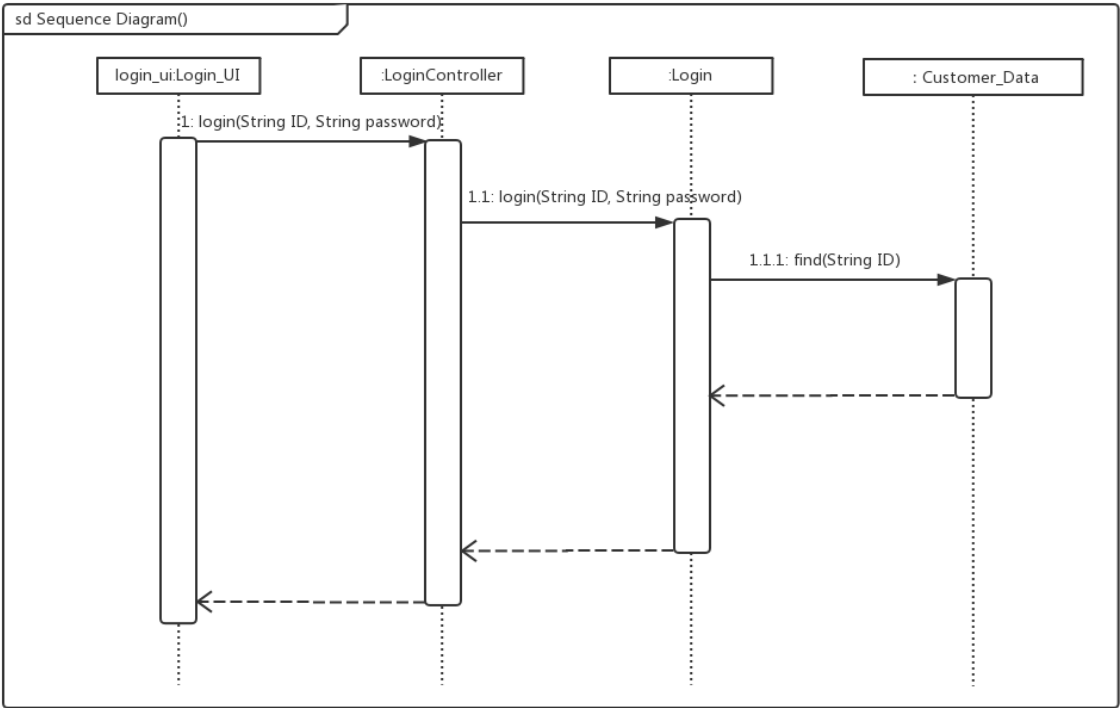 sd Sequence Diagram()
login_ui:Login_UI
:LoginController
:Login
: Customer_Data
1: login(String ID, String password)
1.1: login(String ID, String password)
1.1.1: find(String ID)